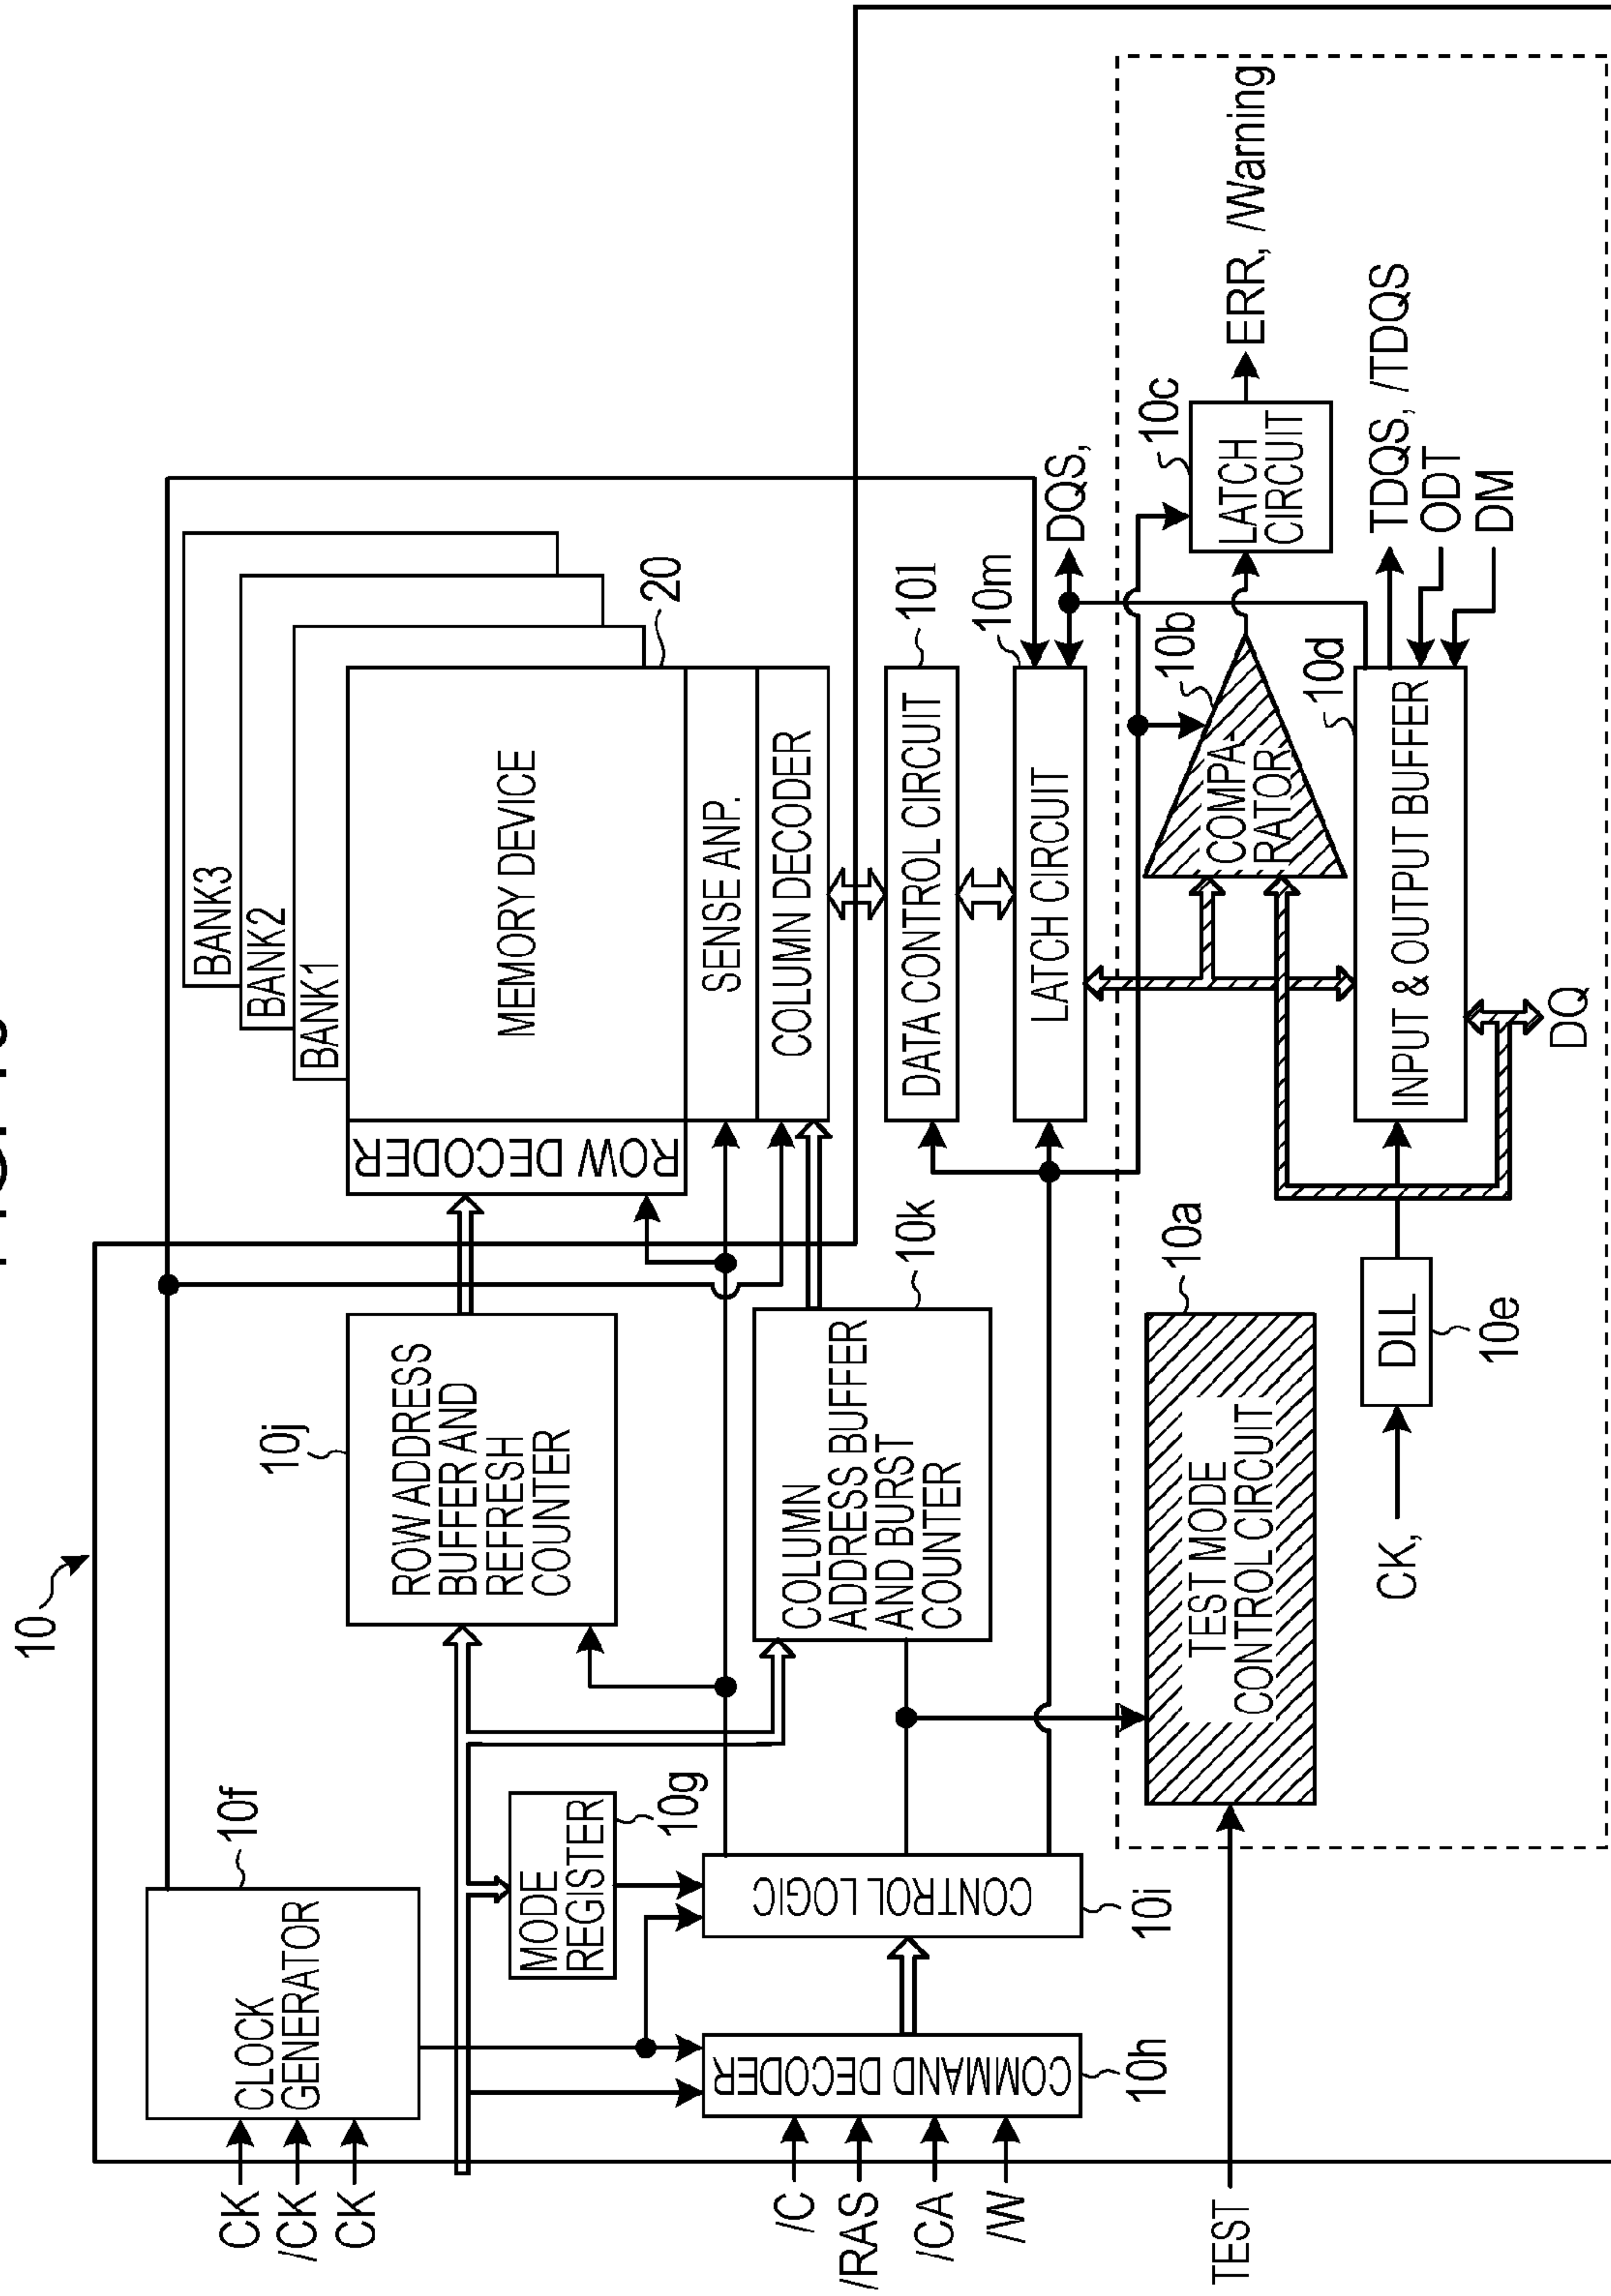 10
CK
/CK
CK
CLOCK
GENERATOR
10f
/C
/RAS
/CA
/W
COMMAND DECODER
10h
MODE
REGISTER
10g
CONTROL LOGIC
10i
ROW ADDRESS
BUFFER AND
REFRESH
COUNTER
10j
COLUMN
ADDRESS BUFFER
AND BURST
COUNTER
10k
BANK3
BANK2
BANK1
ROW DECODER
MEMORY DEVICE
20
SENSE ANP.
COLUMN DECODER
DATA CONTROL CIRCUIT
10l
LATCH CIRCUIT
10m
DQS,
TEST
TEST MODE
CONTROL CIRCUIT
10a
COMPA-
RATOR
10b
LATCH
CIRCUIT
10c
ERR, /Warning
CK,
DLL
10e
INPUT & OUTPUT BUFFER
10d
TDQS, /TDQS
ODT
DM
DQ